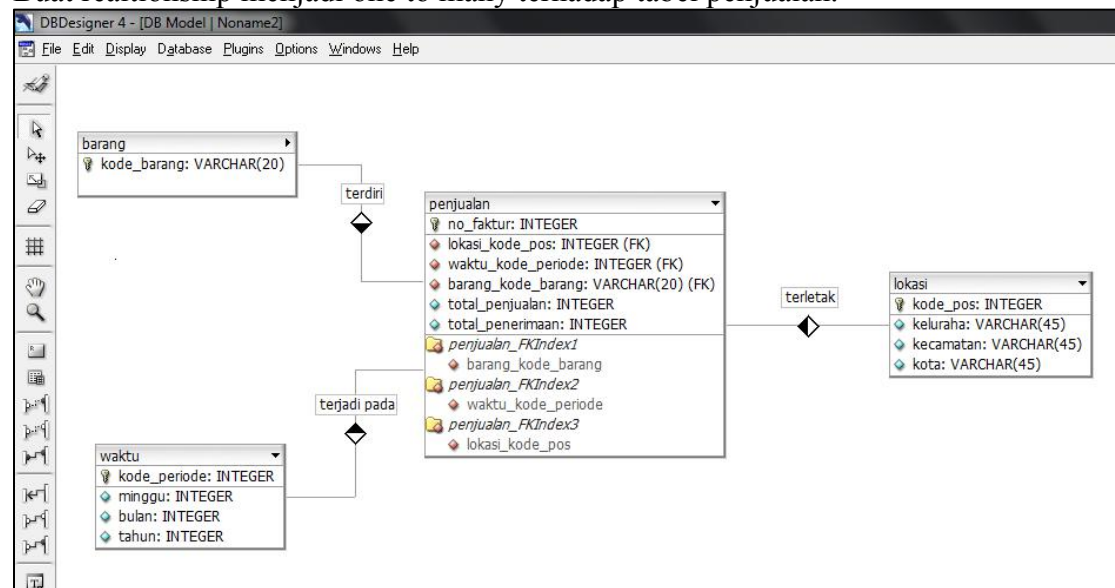 Buat realtionship menjadi one to many terhadap tabel penjualan.
DBDesigner 4 - [DB Model | Noname2]
File Edit Display Database Plugins Options Windows Help
barang
kode_barang: VARCHAR(20)
terdiri
penjualan
no_faktur: INTEGER
lokasi_kode_pos: INTEGER (FK)
waktu_kode_periode: INTEGER (FK)
barang_kode_barang: VARCHAR(20) (FK)
total_penjualan: INTEGER
total_penerimaan: INTEGER
penjualan_FKIndex1
barang_kode_barang
penjualan_FKIndex2
waktu_kode_periode
penjualan_FKIndex3
lokasi_kode_pos
terletak
lokasi
kode_pos: INTEGER
keluraha: VARCHAR(45)
kecamatan: VARCHAR(45)
kota: VARCHAR(45)
terjadi pada
waktu
kode_periode: INTEGER
minggu: INTEGER
bulan: INTEGER
tahun: INTEGER